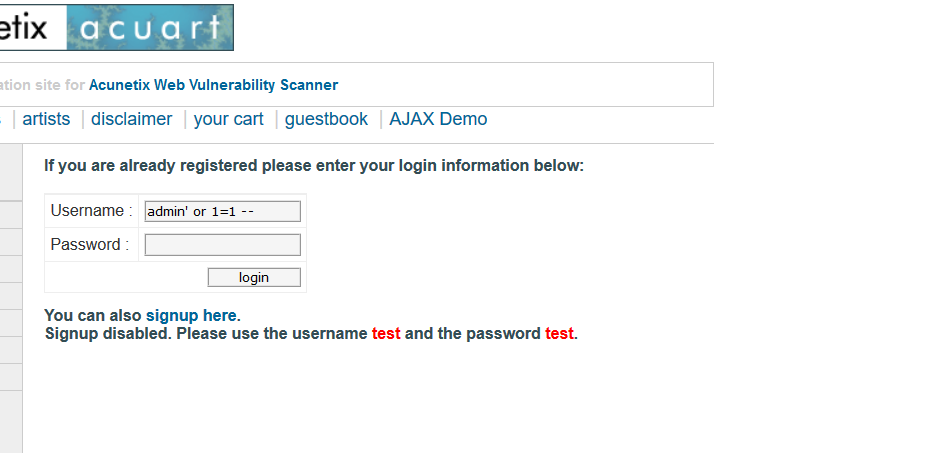 etix acuart
ation site for Acunetix Web Vulnerability Scanner
artists | disclaimer | your cart | guestbook | AJAX Demo
If you are already registered please enter your login information below:
Username : admin' or 1=1 --
Password :
login
You can also signup here.
Signup disabled. Please use the username test and the password test.